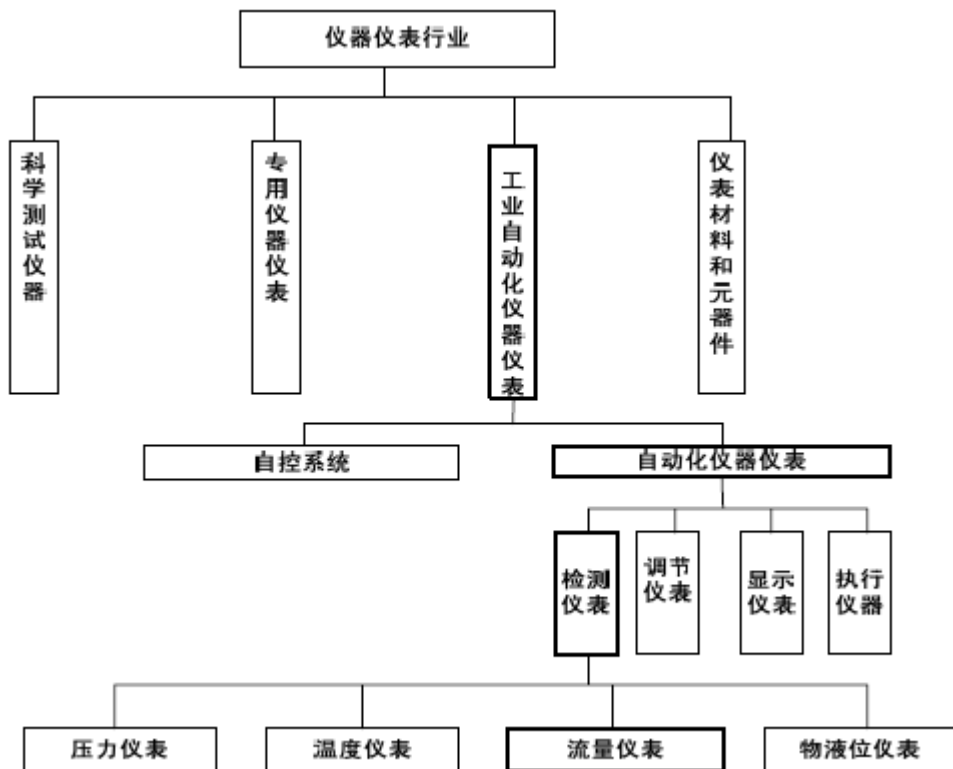 仪器仪表行业
科学测试仪器
专用仪器仪表
工业自动化仪器仪表
仪表材料和元器件
自控系统
自动化仪器仪表
检测
仪表
调节
仪表
显示
仪表
执行
仪器
压力仪表
温度仪表
流量仪表
物液位仪表